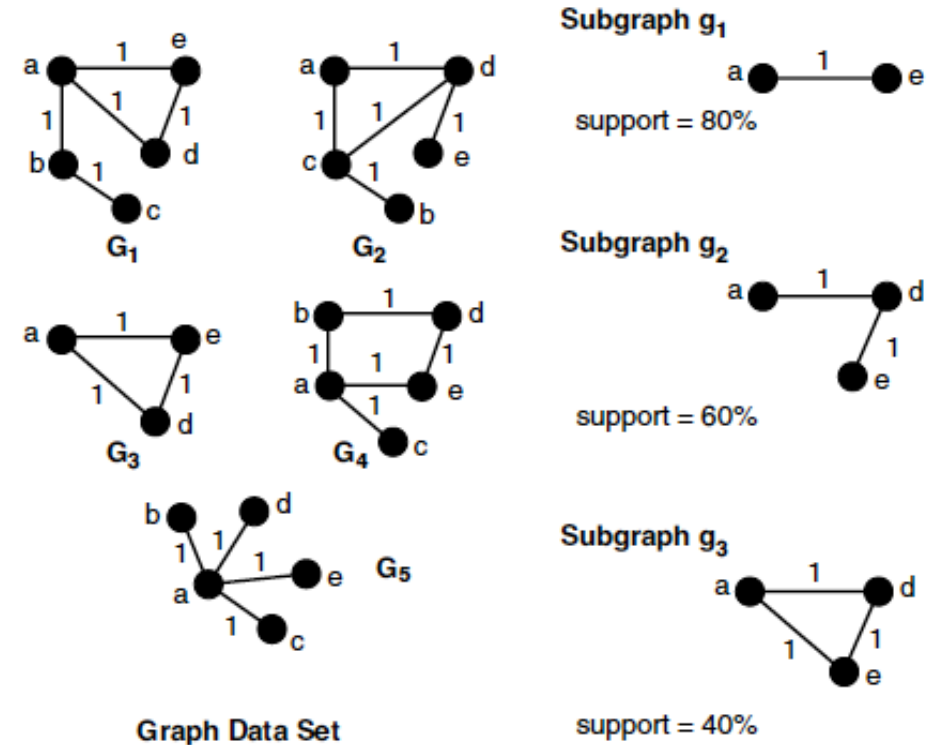 a 1 e
1 1 1
b 1 d
c
G1
a 1 d
1 1 1
c 1 e
b
G2
a 1 e
1 1
d
G3
b 1 d
1 1 1
a e
1
G4 c
b d
1 1 1
a e
1 c
G5
Graph Data Set
Subgraph g1
a 1 e
support = 80%
Subgraph g2
a 1 d
1
e
support = 60%
Subgraph g3
a 1 d
1 1
e
support = 40%